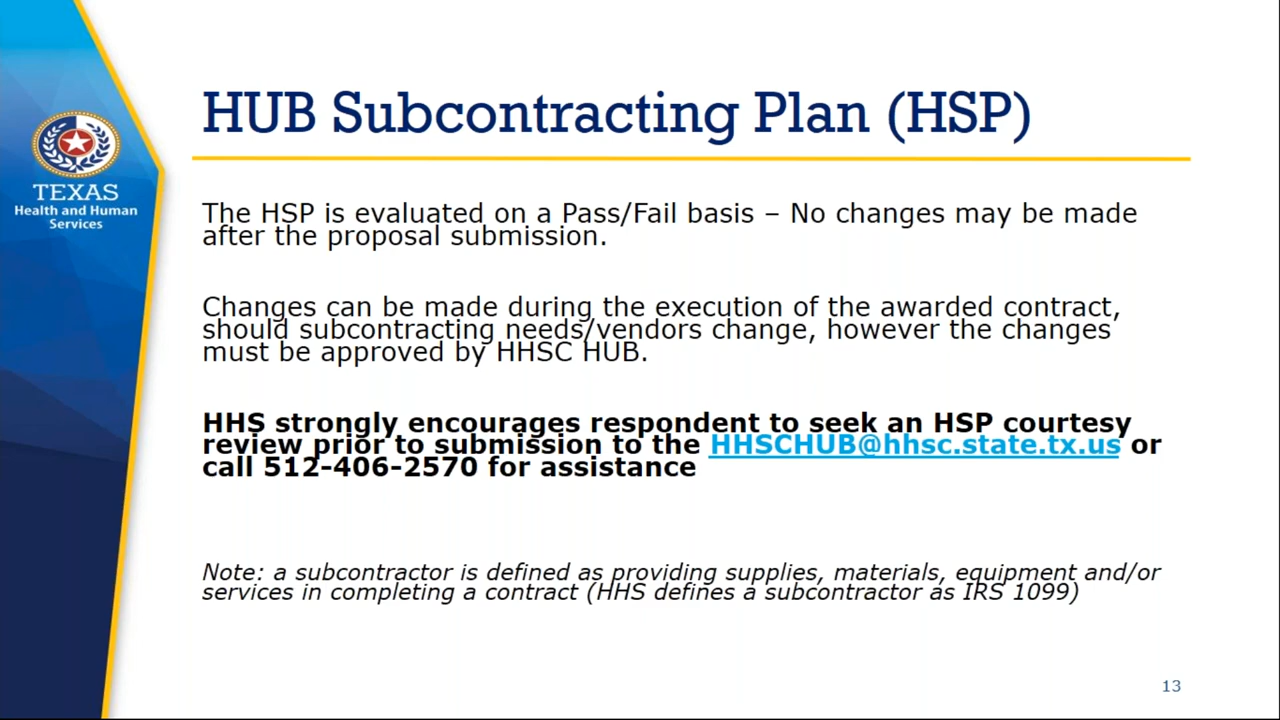 HUB Subcontracting Plan (HSP)
TEXAS
Health and Human
Services
The HSP is evaluated on a Pass/Fail basis – No changes may be made
after the proposal submission.
Changes can be made during the execution of the awarded contract,
should subcontracting needs/vendors change, however the changes
must be approved by HHSC HUB.
HHS strongly encourages respondent to seek an HSP courtesy
review prior to submission to the HHSCHUB@hhsc.state.tx.us or
call 512-406-2570 for assistance
Note: a subcontractor is defined as providing supplies, materials, equipment and/or
services in completing a contract (HHS defines a subcontractor as IRS 1099)
13